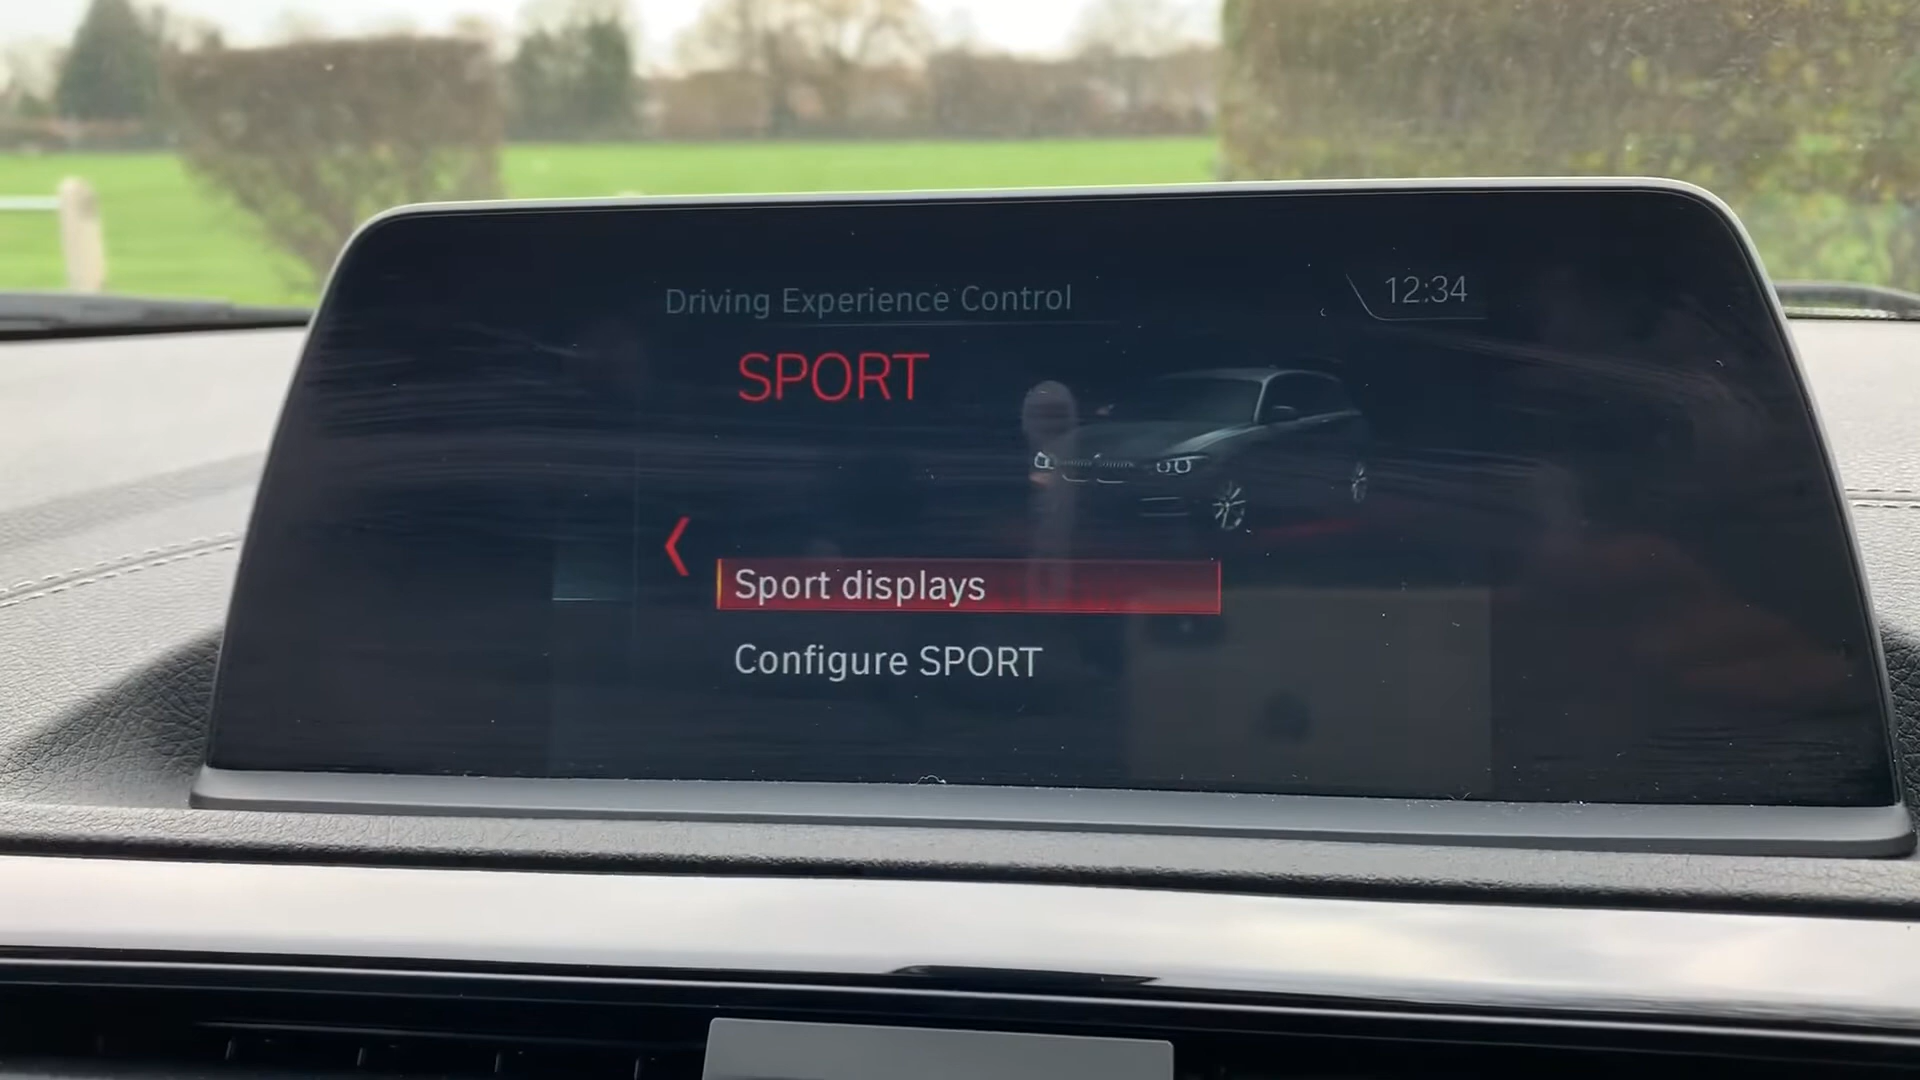 Driving Experience Control
12:34
SPORT
Sport displays
Configure SPORT